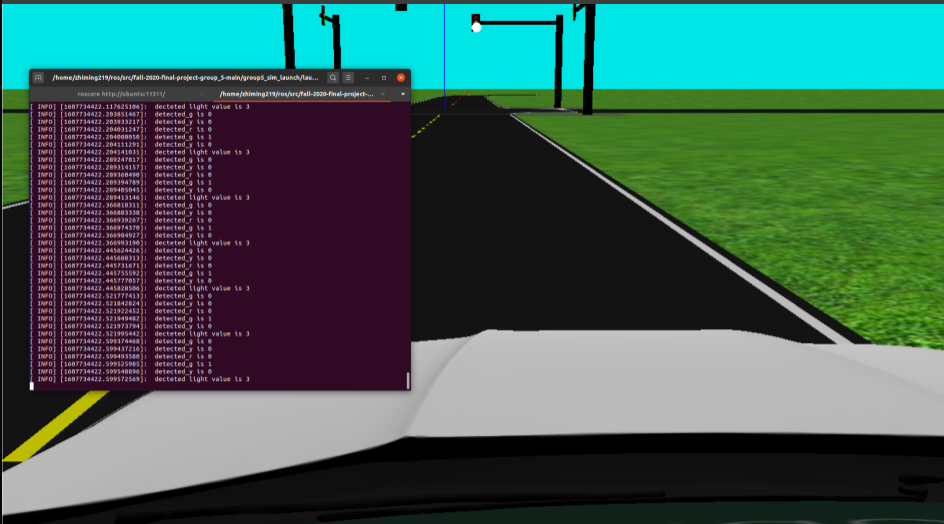 /home/zhiming219/ros/src/fall-2020-final-project-group_5-main/group5_sim_launch/lau...
roscore http://ubuntu:11311/
/home/zhiming219/ros/src/fall-2020-final-project-...
[ INFO] [1607734422.117625106]: decteted light value is 3
[ INFO] [1607734422.203851467]: detected_g is 0
[ INFO] [1607734422.203933217]: detected_y is 0
[ INFO] [1607734422.204031247]: detected_r is 0
[ INFO] [1607734422.204080050]: detected_g is 1
[ INFO] [1607734422.204111291]: detected_y is 0
[ INFO] [1607734422.204141031]: decteted light value is 3
[ INFO] [1607734422.289247817]: detected_g is 0
[ INFO] [1607734422.289314157]: detected_y is 0
[ INFO] [1607734422.289360490]: detected_r is 0
[ INFO] [1607734422.289394789]: detected_g is 1
[ INFO] [1607734422.289405045]: detected_y is 0
[ INFO] [1607734422.289413146]: decteted light value is 3
[ INFO] [1607734422.366818311]: detected_g is 0
[ INFO] [1607734422.366883338]: detected_y is 0
[ INFO] [1607734422.366939267]: detected_r is 0
[ INFO] [1607734422.366974370]: detected_g is 1
[ INFO] [1607734422.366984927]: detected_y is 0
[ INFO] [1607734422.366993190]: decteted light value is 3
[ INFO] [1607734422.445624426]: detected_g is 0
[ INFO] [1607734422.445688313]: detected_y is 0
[ INFO] [1607734422.445731671]: detected_r is 0
[ INFO] [1607734422.445755592]: detected_g is 1
[ INFO] [1607734422.445777057]: detected_y is 0
[ INFO] [1607734422.445820506]: decteted light value is 3
[ INFO] [1607734422.521777413]: detected_g is 0
[ INFO] [1607734422.521842824]: detected_y is 0
[ INFO] [1607734422.521922452]: detected_r is 0
[ INFO] [1607734422.521949482]: detected_g is 1
[ INFO] [1607734422.521973794]: detected_y is 0
[ INFO] [1607734422.521995442]: decteted light value is 3
[ INFO] [1607734422.599374468]: detected_g is 0
[ INFO] [1607734422.599437216]: detected_y is 0
[ INFO] [1607734422.599493580]: detected_r is 0
[ INFO] [1607734422.599525985]: detected_g is 1
[ INFO] [1607734422.599548896]: detected_y is 0
[ INFO] [1607734422.599572569]: decteted light value is 3